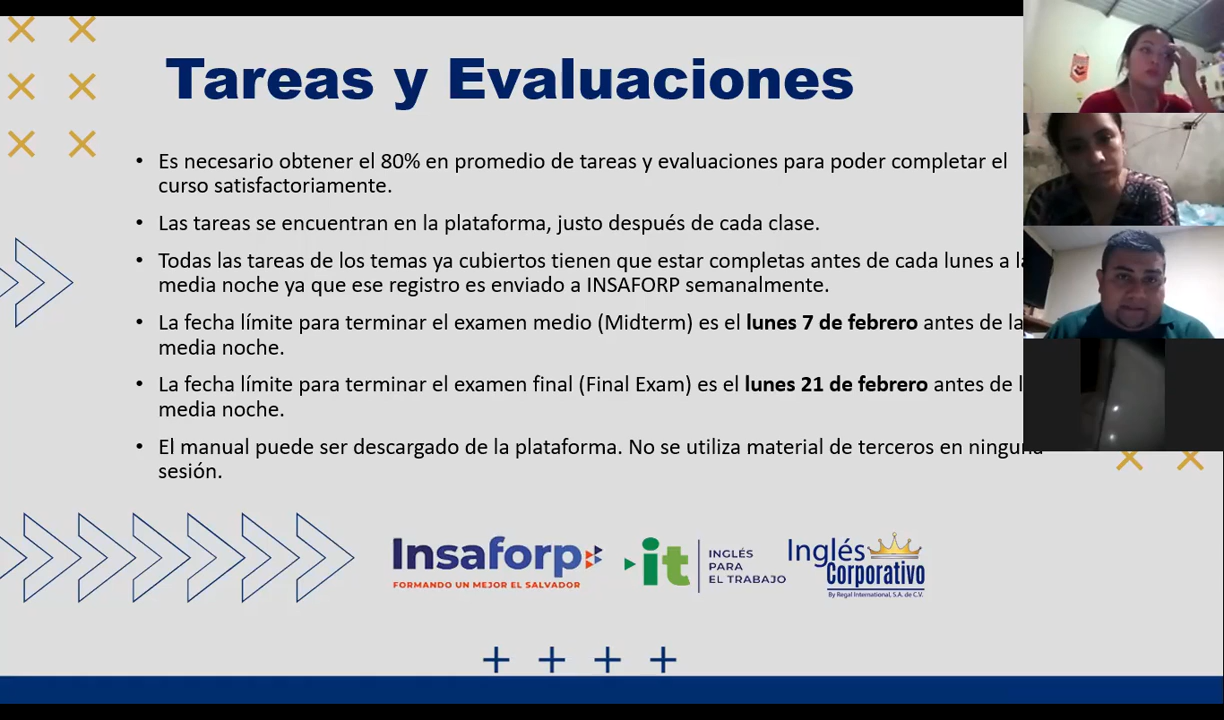 Tareas y Evaluaciones
• Es necesario obtener el 80% en promedio de tareas y evaluaciones para poder completar el
curso satisfactoriamente.
• Las tareas se encuentran en la plataforma, justo después de cada clase.
• Todas las tareas de los temas ya cubiertos tienen que estar completas antes de cada lunes a la
media noche ya que ese registro es enviado a INSAFORP semanalmente.
• La fecha límite para terminar el examen medio (Midterm) es el lunes 7 de febrero antes de la
media noche.
• La fecha límite para terminar el examen final (Final Exam) es el lunes 21 de febrero antes de l
media noche.
• El manual puede ser descargado de la plataforma. No se utiliza material de terceros en ninguna
sesión.
Insaforp
FORMANDO UN MEJOR EL SALVADOR
it
INGLÉS
PARA
EL TRABAJO
Inglés
Corporativo
By Regal International, S.A. de C.V.